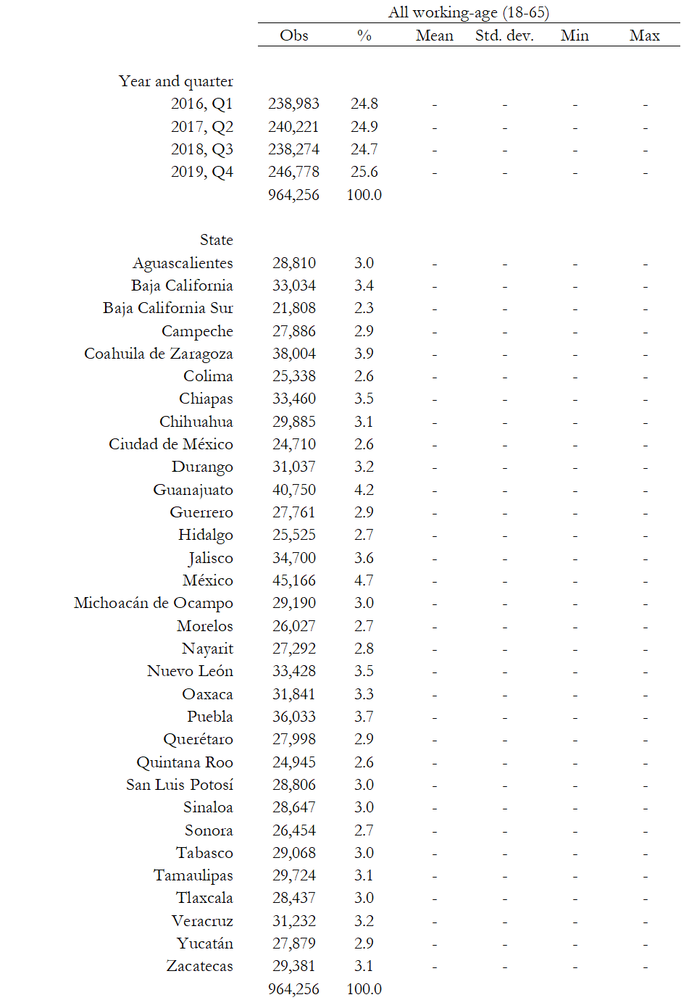 All working-age (18-65)
Obs % Mean Std. dev. Min Max
Year and quarter
2016, Q1 238,983 24.8 - - - -
2017, Q2 240,221 24.9 - - - -
2018, Q3 238,274 24.7 - - - -
2019, Q4 246,778 25.6 - - - -
964,256 100.0
State
Aguascalientes 28,810 3.0 - - - -
Baja California 33,034 3.4 - - - -
Baja California Sur 21,808 2.3 - - - -
Campeche 27,886 2.9 - - - -
Coahuila de Zaragoza 38,004 3.9 - - - -
Colima 25,338 2.6 - - - -
Chiapas 33,460 3.5 - - - -
Chihuahua 29,885 3.1 - - - -
Ciudad de México 24,710 2.6 - - - -
Durango 31,037 3.2 - - - -
Guanajuato 40,750 4.2 - - - -
Guerrero 27,761 2.9 - - - -
Hidalgo 25,525 2.7 - - - -
Jalisco 34,700 3.6 - - - -
México 45,166 4.7 - - - -
Michoacán de Ocampo 29,190 3.0 - - - -
Morelos 26,027 2.7 - - - -
Nayarit 27,292 2.8 - - - -
Nuevo León 33,428 3.5 - - - -
Oaxaca 31,841 3.3 - - - -
Puebla 36,033 3.7 - - - -
Querétaro 27,998 2.9 - - - -
Quintana Roo 24,945 2.6 - - - -
San Luis Potosí 28,806 3.0 - - - -
Sinaloa 28,647 3.0 - - - -
Sonora 26,454 2.7 - - - -
Tabasco 29,068 3.0 - - - -
Tamaulipas 29,724 3.1 - - - -
Tlaxcala 28,437 3.0 - - - -
Veracruz 31,232 3.2 - - - -
Yucatán 27,879 2.9 - - - -
Zacatecas 29,381 3.1 - - - -
964,256 100.0